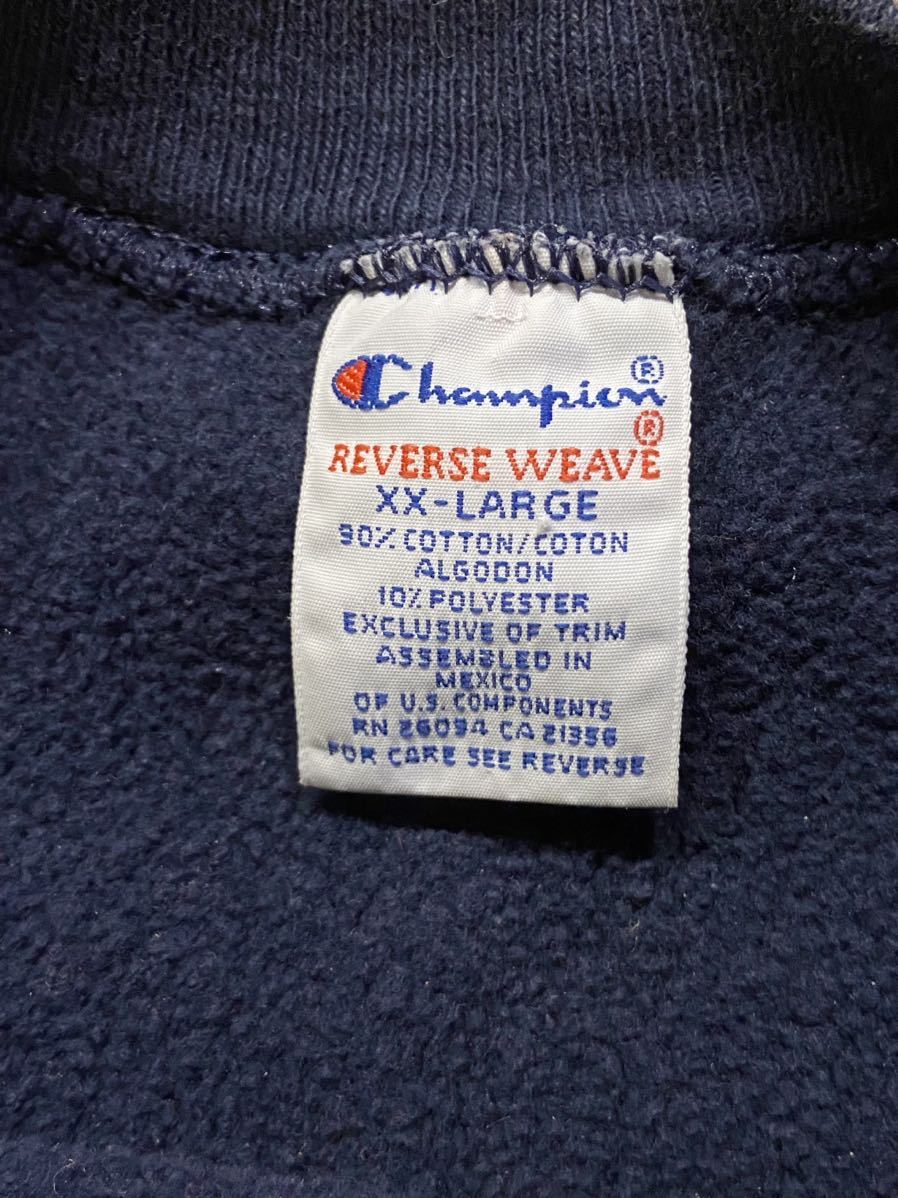 Champion®
REVERSE WEAVE®
XX-LARGE
90% COTTON/COTON
ALGODON
10% POLYESTER
EXCLUSIVE OF TRIM
ASSEMBLED IN
MEXICO
OF U.S. COMPONENTS
RN 26094 CA 21356
FOR CARE SEE REVERSE